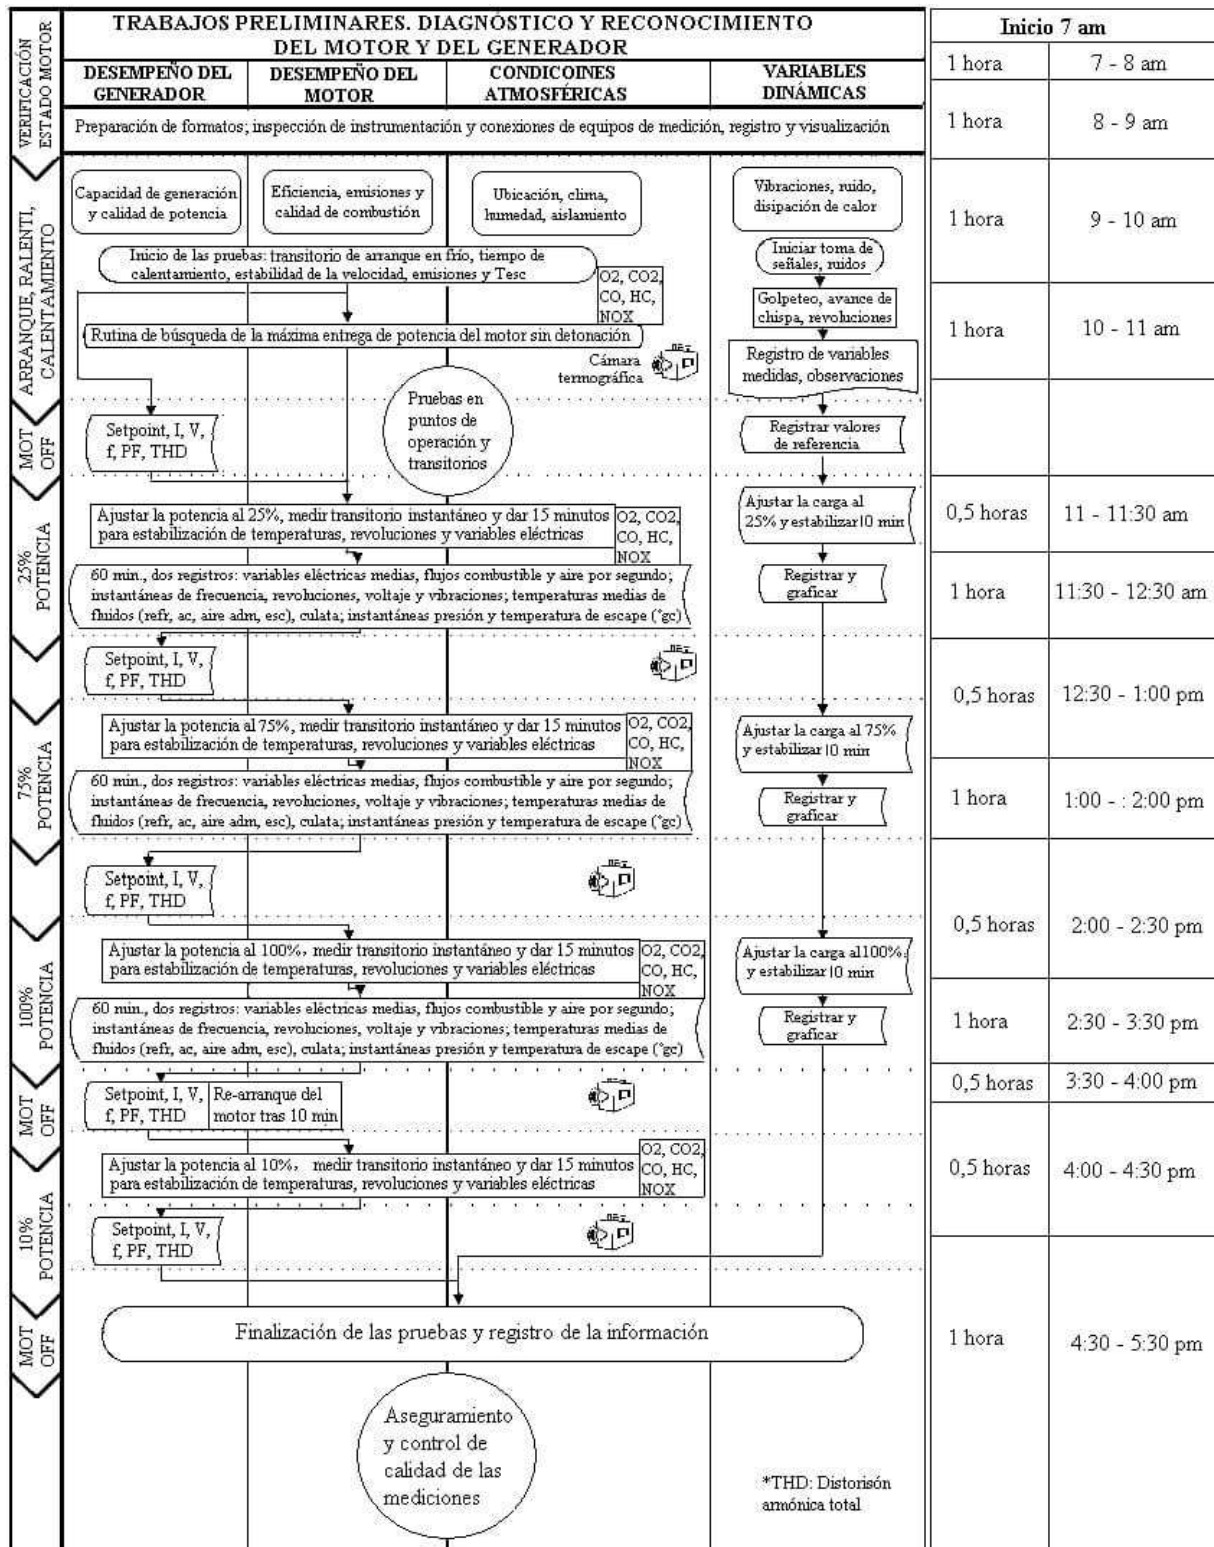 TRABAJOS PRELIMINARES. DIAGNÓSTICO Y RECONOCIMIENTO
DEL MOTOR Y DEL GENERADOR
Inicio 7 am
VERIFICACIÓN
ESTADO MOTOR
DESEMPEÑO DEL
GENERADOR
DESEMPEÑO DEL
MOTOR
CONDICOINES
ATMOSFÉRICAS
VARIABLES
DINÁMICAS
1 hora
7 - 8 am
Preparación de formatos; inspección de instrumentación y conexiones de equipos de medición, registro y visualización
1 hora
8 - 9 am
ARRANQUE, RALENTI,
CALENTAMIENTO
Capacidad de generación
y calidad de potencia
Eficiencia, emisiones y
calidad de combustión
Ubicación, clima,
humedad, aislamiento
Vibraciones, ruido,
disipación de calor
1 hora
9 - 10 am
Inicio de las pruebas: transitorio de arranque en frío, tiempo de
calentamiento, estabilidad de la velocidad, emisiones y Tesc
O2, CO2,
CO, HC,
NOX
Iniciar toma de
señales, ruidos
Golpeteo, avance de
chispa, revoluciones
Rutina de búsqueda de la máxima entrega de potencia del motor sin detonación
1 hora
10 - 11 am
Cámara
termográfica
Registro de variables
medidas, observaciones
Pruebas en
puntos de
operación y
transitorios
MOT
OFF
Setpoint, I, V,
f, PF, THD
Registrar valores
de referencia
25%
POTENCIA
Ajustar la potencia al 25%, medir transitorio instantáneo y dar 15 minutos
para estabilización de temperaturas, revoluciones y variables eléctricas
O2, CO2,
CO, HC,
NOX
Ajustar la carga al
25% y estabilizar 10 min
0,5 horas
11 - 11:30 am
60 min., dos registros: variables eléctricas medias, flujos combustible y aire por segundo;
instantáneas de frecuencia, revoluciones, voltaje y vibraciones; temperaturas medias de
fluidos (refr, ac, aire adm, esc), culata; instantáneas presión y temperatura de escape (°gc)
Registrar y
graficar
1 hora
11:30 - 12:30 am
Setpoint, I, V,
f, PF, THD
0,5 horas
12:30 - 1:00 pm
75%
POTENCIA
Ajustar la potencia al 75%, medir transitorio instantáneo y dar 15 minutos
para estabilización de temperaturas, revoluciones y variables eléctricas
O2, CO2,
CO, HC,
NOX
Ajustar la carga al 75%
y estabilizar 10 min
60 min., dos registros: variables eléctricas medias, flujos combustible y aire por segundo;
instantáneas de frecuencia, revoluciones, voltaje y vibraciones; temperaturas medias de
fluidos (refr, ac, aire adm, esc), culata; instantáneas presión y temperatura de escape (°gc)
Registrar y
graficar
1 hora
1:00 - : 2:00 pm
Setpoint, I, V,
f, PF, THD
0,5 horas
2:00 - 2:30 pm
100%
POTENCIA
Ajustar la potencia al 100%, medir transitorio instantáneo y dar 15 minutos
para estabilización de temperaturas, revoluciones y variables eléctricas
O2, CO2,
CO, HC,
NOX
Ajustar la carga al 100%
y estabilizar 10 min
60 min., dos registros: variables eléctricas medias, flujos combustible y aire por segundo;
instantáneas de frecuencia, revoluciones, voltaje y vibraciones; temperaturas medias de
fluidos (refr, ac, aire adm, esc), culata; instantáneas presión y temperatura de escape (°gc)
Registrar y
graficar
1 hora
2:30 - 3:30 pm
MOT
OFF
Setpoint, I, V,
f, PF, THD
Re-arranque del
motor tras 10 min
0,5 horas
3:30 - 4:00 pm
10%
POTENCIA
Ajustar la potencia al 10%, medir transitorio instantáneo y dar 15 minutos
para estabilización de temperaturas, revoluciones y variables eléctricas
O2, CO2,
CO, HC,
NOX
0,5 horas
4:00 - 4:30 pm
Setpoint, I, V,
f, PF, THD
MOT
OFF
Finalización de las pruebas y registro de la información
1 hora
4:30 - 5:30 pm
Aseguramiento
y control de
calidad de las
mediciones
*THD: Distorisón
armónica total